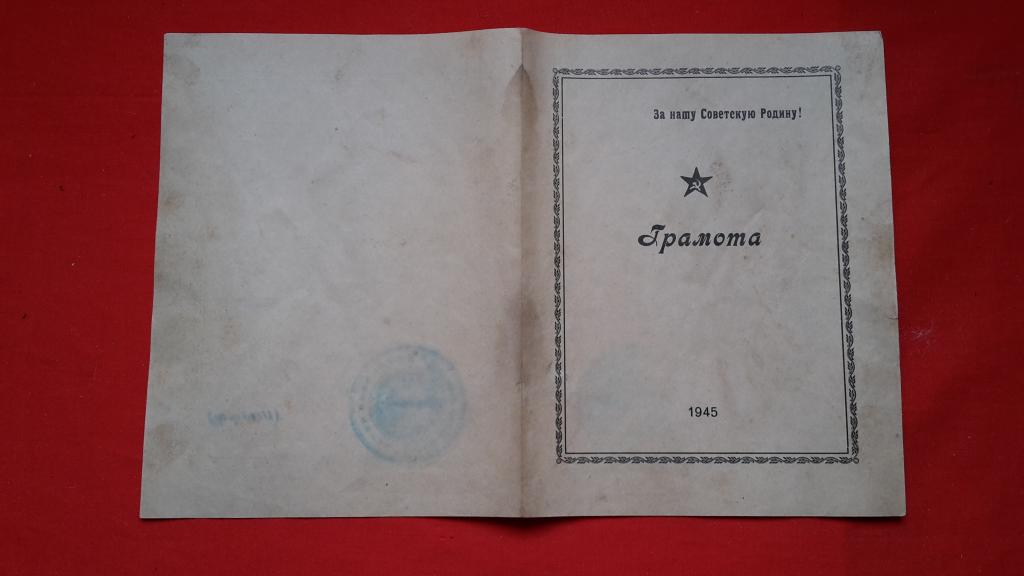 За нашу Советскую Родину!
Грамота
1945